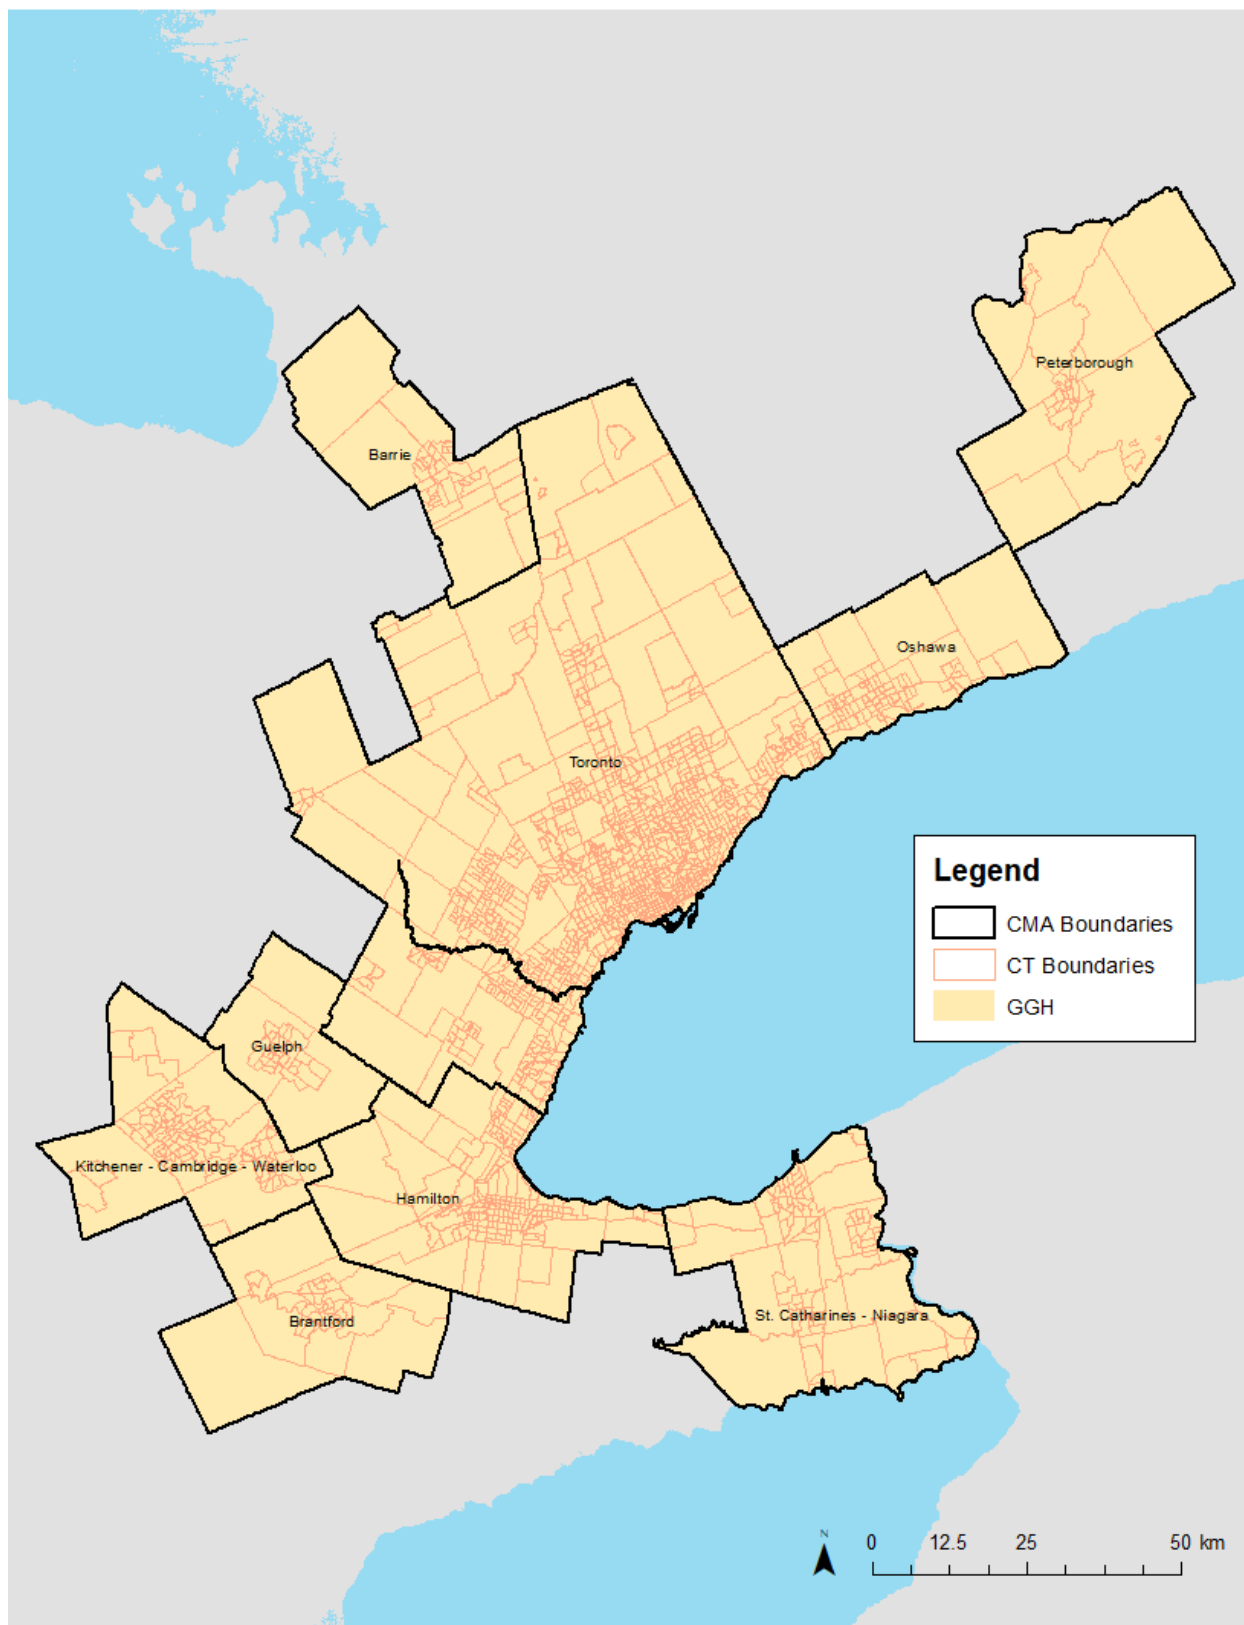 Peterborough
Barrie
Oshawa
Toronto
Legend
CMA Boundaries
CT Boundaries
GGH
Guelph
Kitchener - Cambridge - Waterloo
Hamilton
Brantford
St. Catharines - Niagara
N
0 12.5 25 50 km